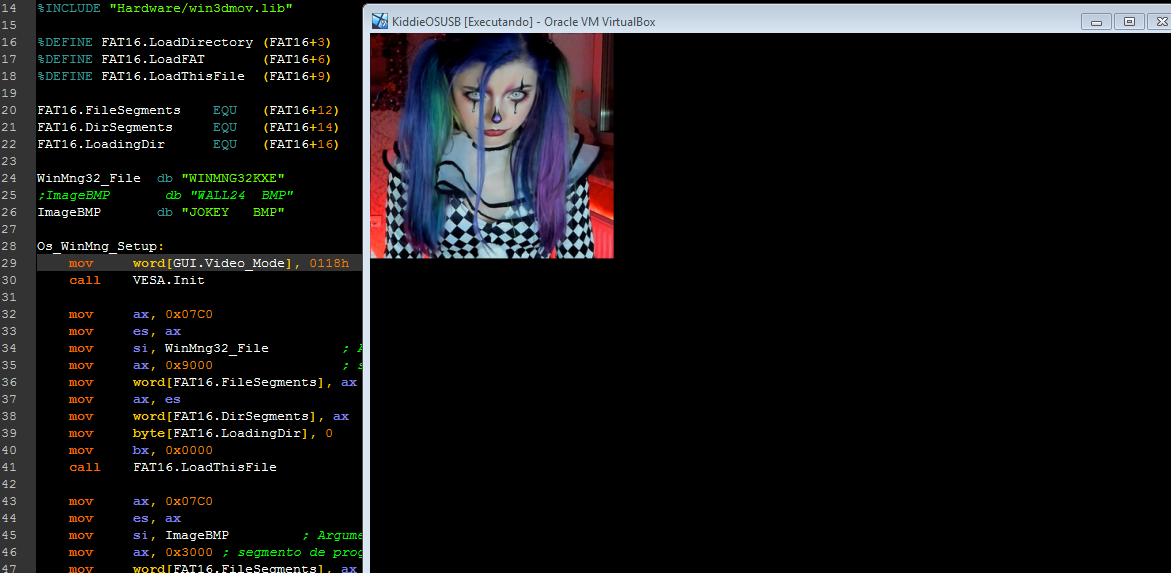 14 %INCLUDE "Hardware/win3dmov.lib"
15
16 %DEFINE FAT16.LoadDirectory (FAT16+3)
17 %DEFINE FAT16.LoadFAT (FAT16+6)
18 %DEFINE FAT16.LoadThisFile (FAT16+9)
19
20 FAT16.FileSegments EQU (FAT16+12)
21 FAT16.DirSegments EQU (FAT16+14)
22 FAT16.LoadingDir EQU (FAT16+16)
23
24 WinMng32_File db "WINMNG32KXE"
25 ;ImageBMP db "WALL24 BMP"
26 ImageBMP db "JOKEY BMP"
27
28 Os_WinMng_Setup:
29 mov word[GUI.Video_Mode], 0118h
30 call VESA.Init
31
32 mov ax, 0x07C0
33 mov es, ax
34 mov si, WinMng32_File ;
35 mov ax, 0x9000 ;
36 mov word[FAT16.FileSegments], ax
37 mov ax, es
38 mov word[FAT16.DirSegments], ax
39 mov byte[FAT16.LoadingDir], 0
40 mov bx, 0x0000
41 call FAT16.LoadThisFile
42
43 mov ax, 0x07C0
44 mov es, ax
45 mov si, ImageBMP ; Argume
46 mov ax, 0x3000 ; segmento de prog
47 mov word[FAT16.FileSegments], ax
KiddieOSUSB [Executando] - Oracle VM VirtualBox